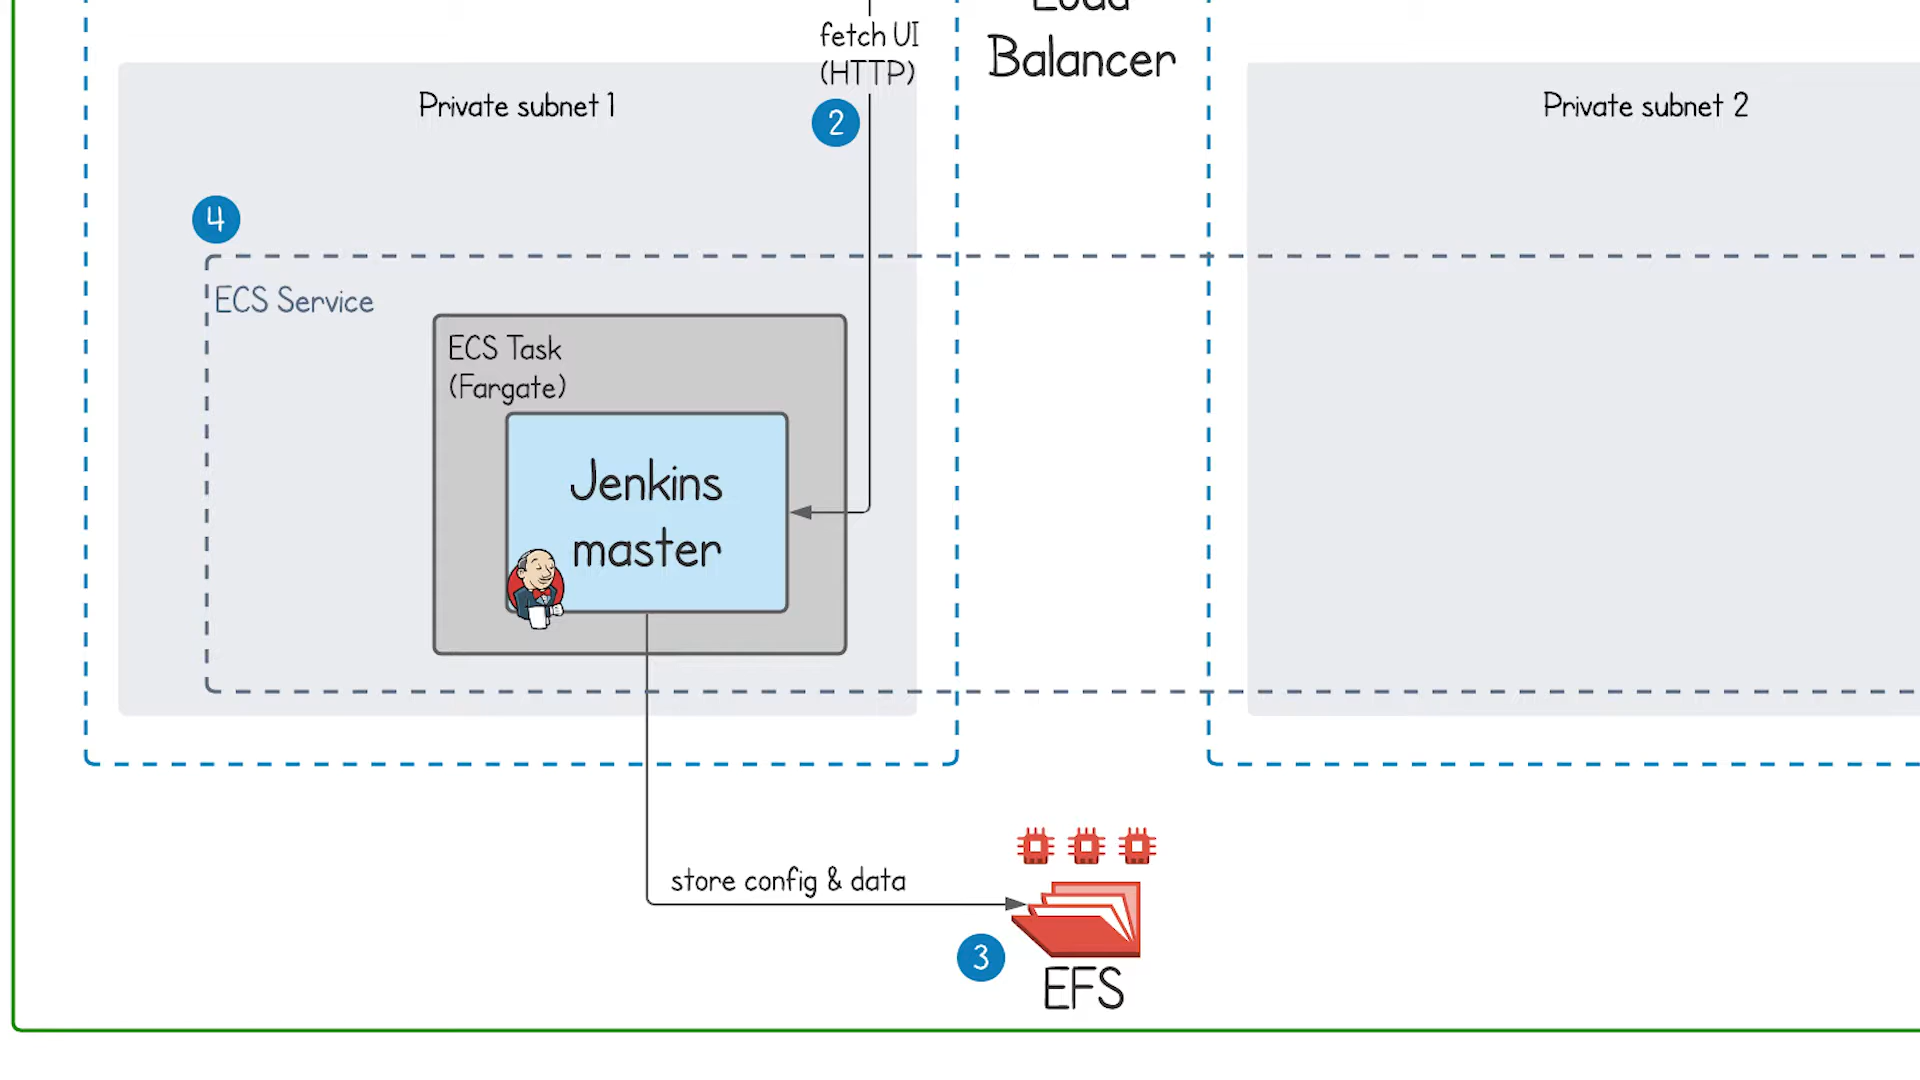 fetch UI
(HTTP)
Balancer
Private subnet 1
2
Private subnet 2
4
ECS Service
ECS Task
(Fargate)
Jenkins
master
store config & data
3
EFS